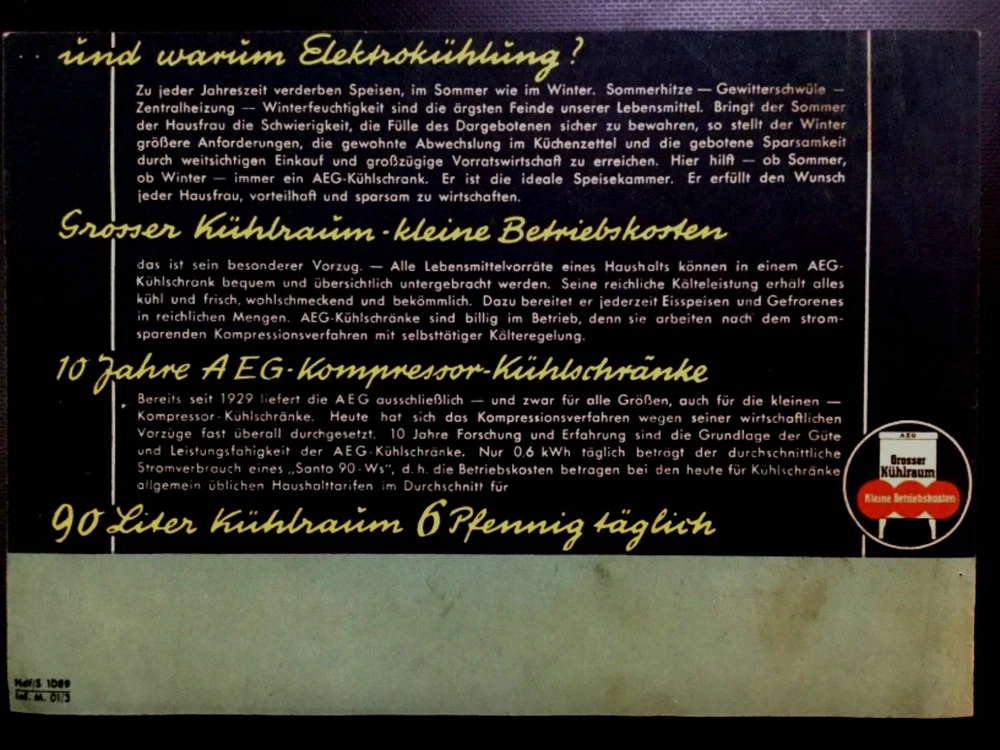 und warum Elektrokühlung?
Zu jeder Jahreszeit verderben Speisen, im Sommer wie im Winter. Sommerhitze — Gewitterschwüle —
Zentralheizung — Winterfeuchtigkeit sind die ärgsten Feinde unserer Lebensmittel. Bringt der Sommer
der Hausfrau die Schwierigkeit, die Fülle des Dargebotenen sicher zu bewahren, so stellt der Winter
größere Anforderungen, die gewohnte Abwechslung im Küchenzettel und die gebotene Sparsamkeit
durch weitsichtigen Einkauf und großzügige Vorratswirtschaft zu erreichen. Hier hilft — ob Sommer,
ob Winter — immer ein AEG-Kühlschrank. Er ist die ideale Speisekammer. Er erfüllt den Wunsch
jeder Hausfrau, vorteilhaft und sparsam zu wirtschaften.
Grosser Kühlraum - kleine Betriebskosten
das ist sein besonderer Vorzug. — Alle Lebensmittelvorräte eines Haushalts können in einem AEG-
Kühlschrank bequem und übersichtlich untergebracht werden. Seine reichliche Kälteleistung erhält alles
kühl und frisch, wohlschmeckend und bekömmlich. Dazu bereitet er jederzeit Eisspeisen und Gefrorenes
in reichlichen Mengen. AEG-Kühlschränke sind billig im Betrieb, denn sie arbeiten nach dem strom-
sparenden Kompressionsverfahren mit selbsttätiger Kälteregelung.
10 Jahre AEG-Kompressor-Kühlschränke
Bereits seit 1929 liefert die AEG ausschließlich — und zwar für alle Größen, auch für die kleinen —
Kompressor-Kühlschränke. Heute hat sich das Kompressionsverfahren wegen seiner wirtschaftlichen
Vorzüge fast überall durchgesetzt. 10 Jahre Forschung und Erfahrung sind die Grundlage der Güte
und Leistungsfähigkeit der AEG-Kühlschränke. Nur 0.6 kWh täglich beträgt der durchschnittliche
Stromverbrauch eines „Santo 90-Ws“, d. h. die Betriebskosten betragen bei den heute für Kühlschränke
allgemein üblichen Haushalttarifen im Durchschnitt für
90 Liter Kühlraum 6 Pfennig täglich
AEG
Grosser
Kühlraum
Kleine Betriebskosten
Hdf/S 1089
Inf. M. 01/3